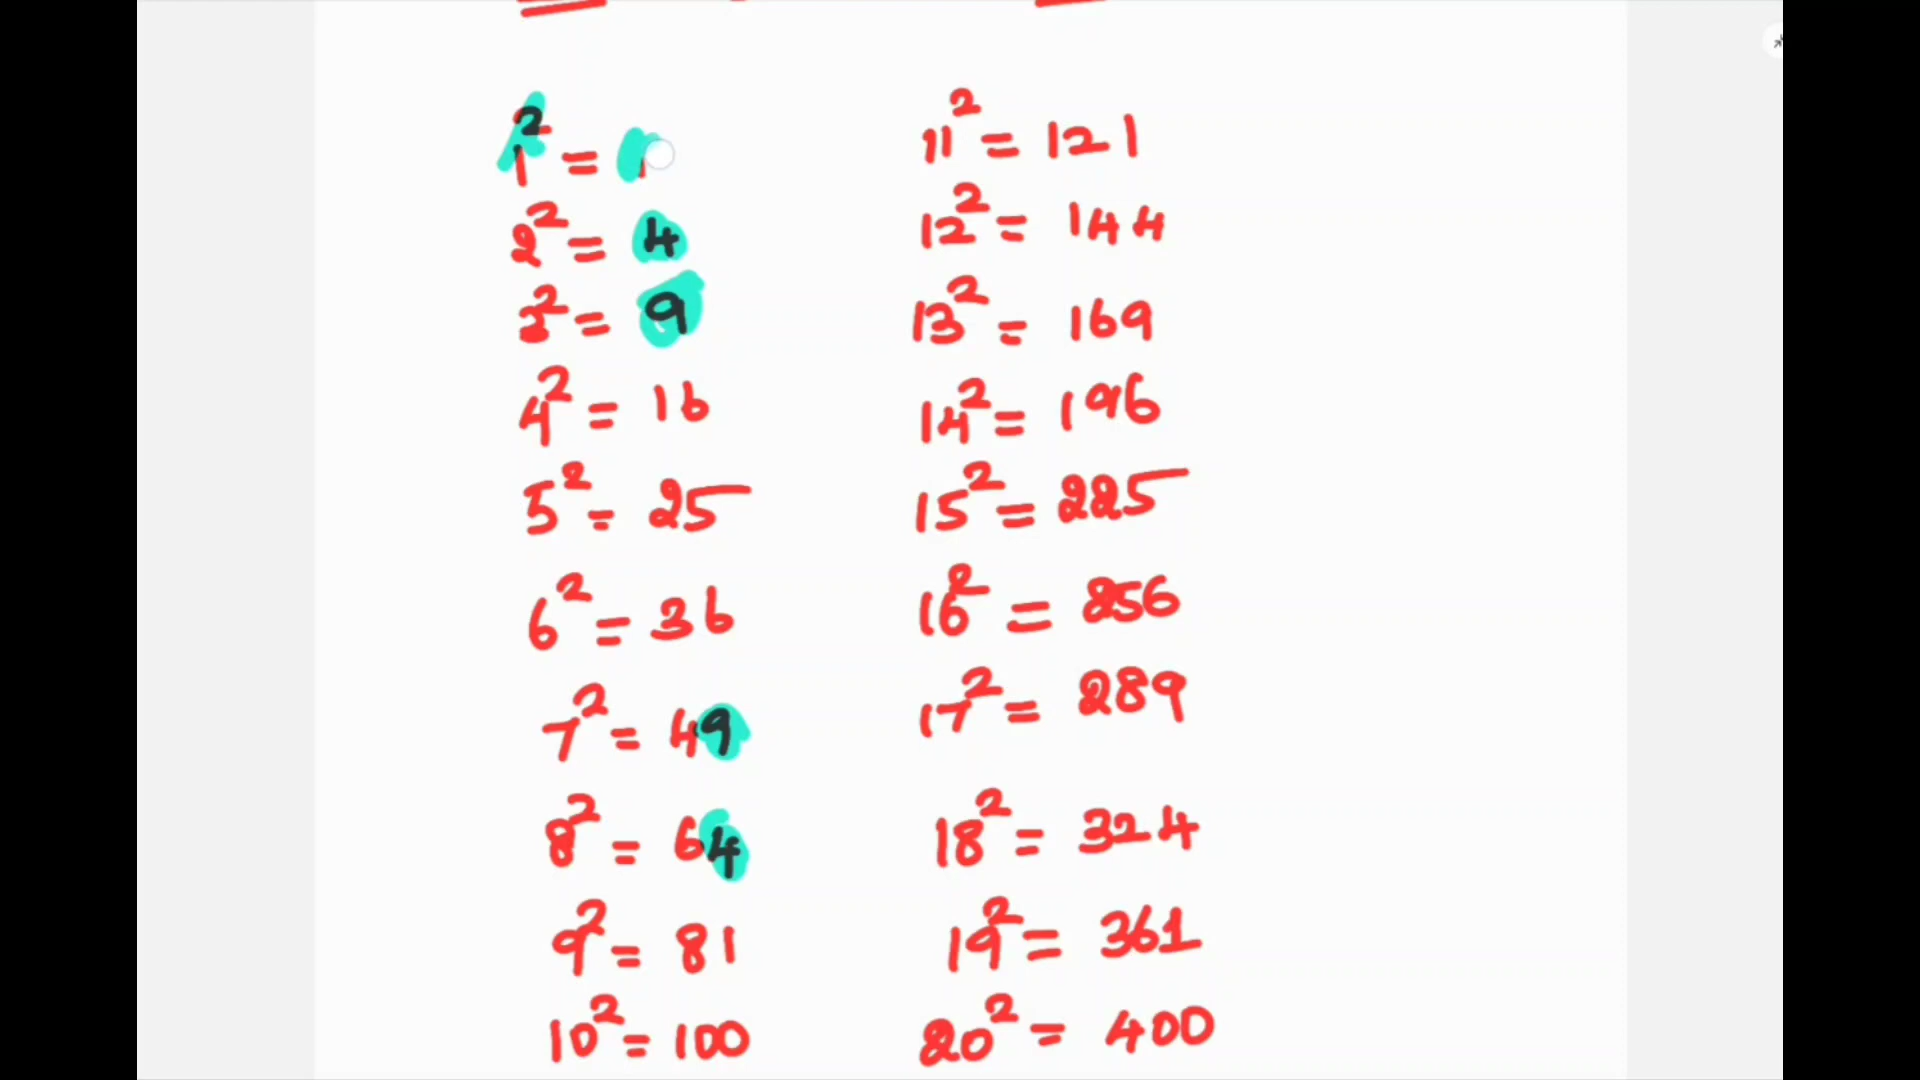 1² = 1
2² = 4
3² = 9
4² = 16
5² = 25
6² = 36
7² = 49
8² = 64
9² = 81
10² = 100
11² = 121
12² = 144
13² = 169
14² = 196
15² = 225
16² = 256
17² = 289
18² = 324
19² = 361
20² = 400